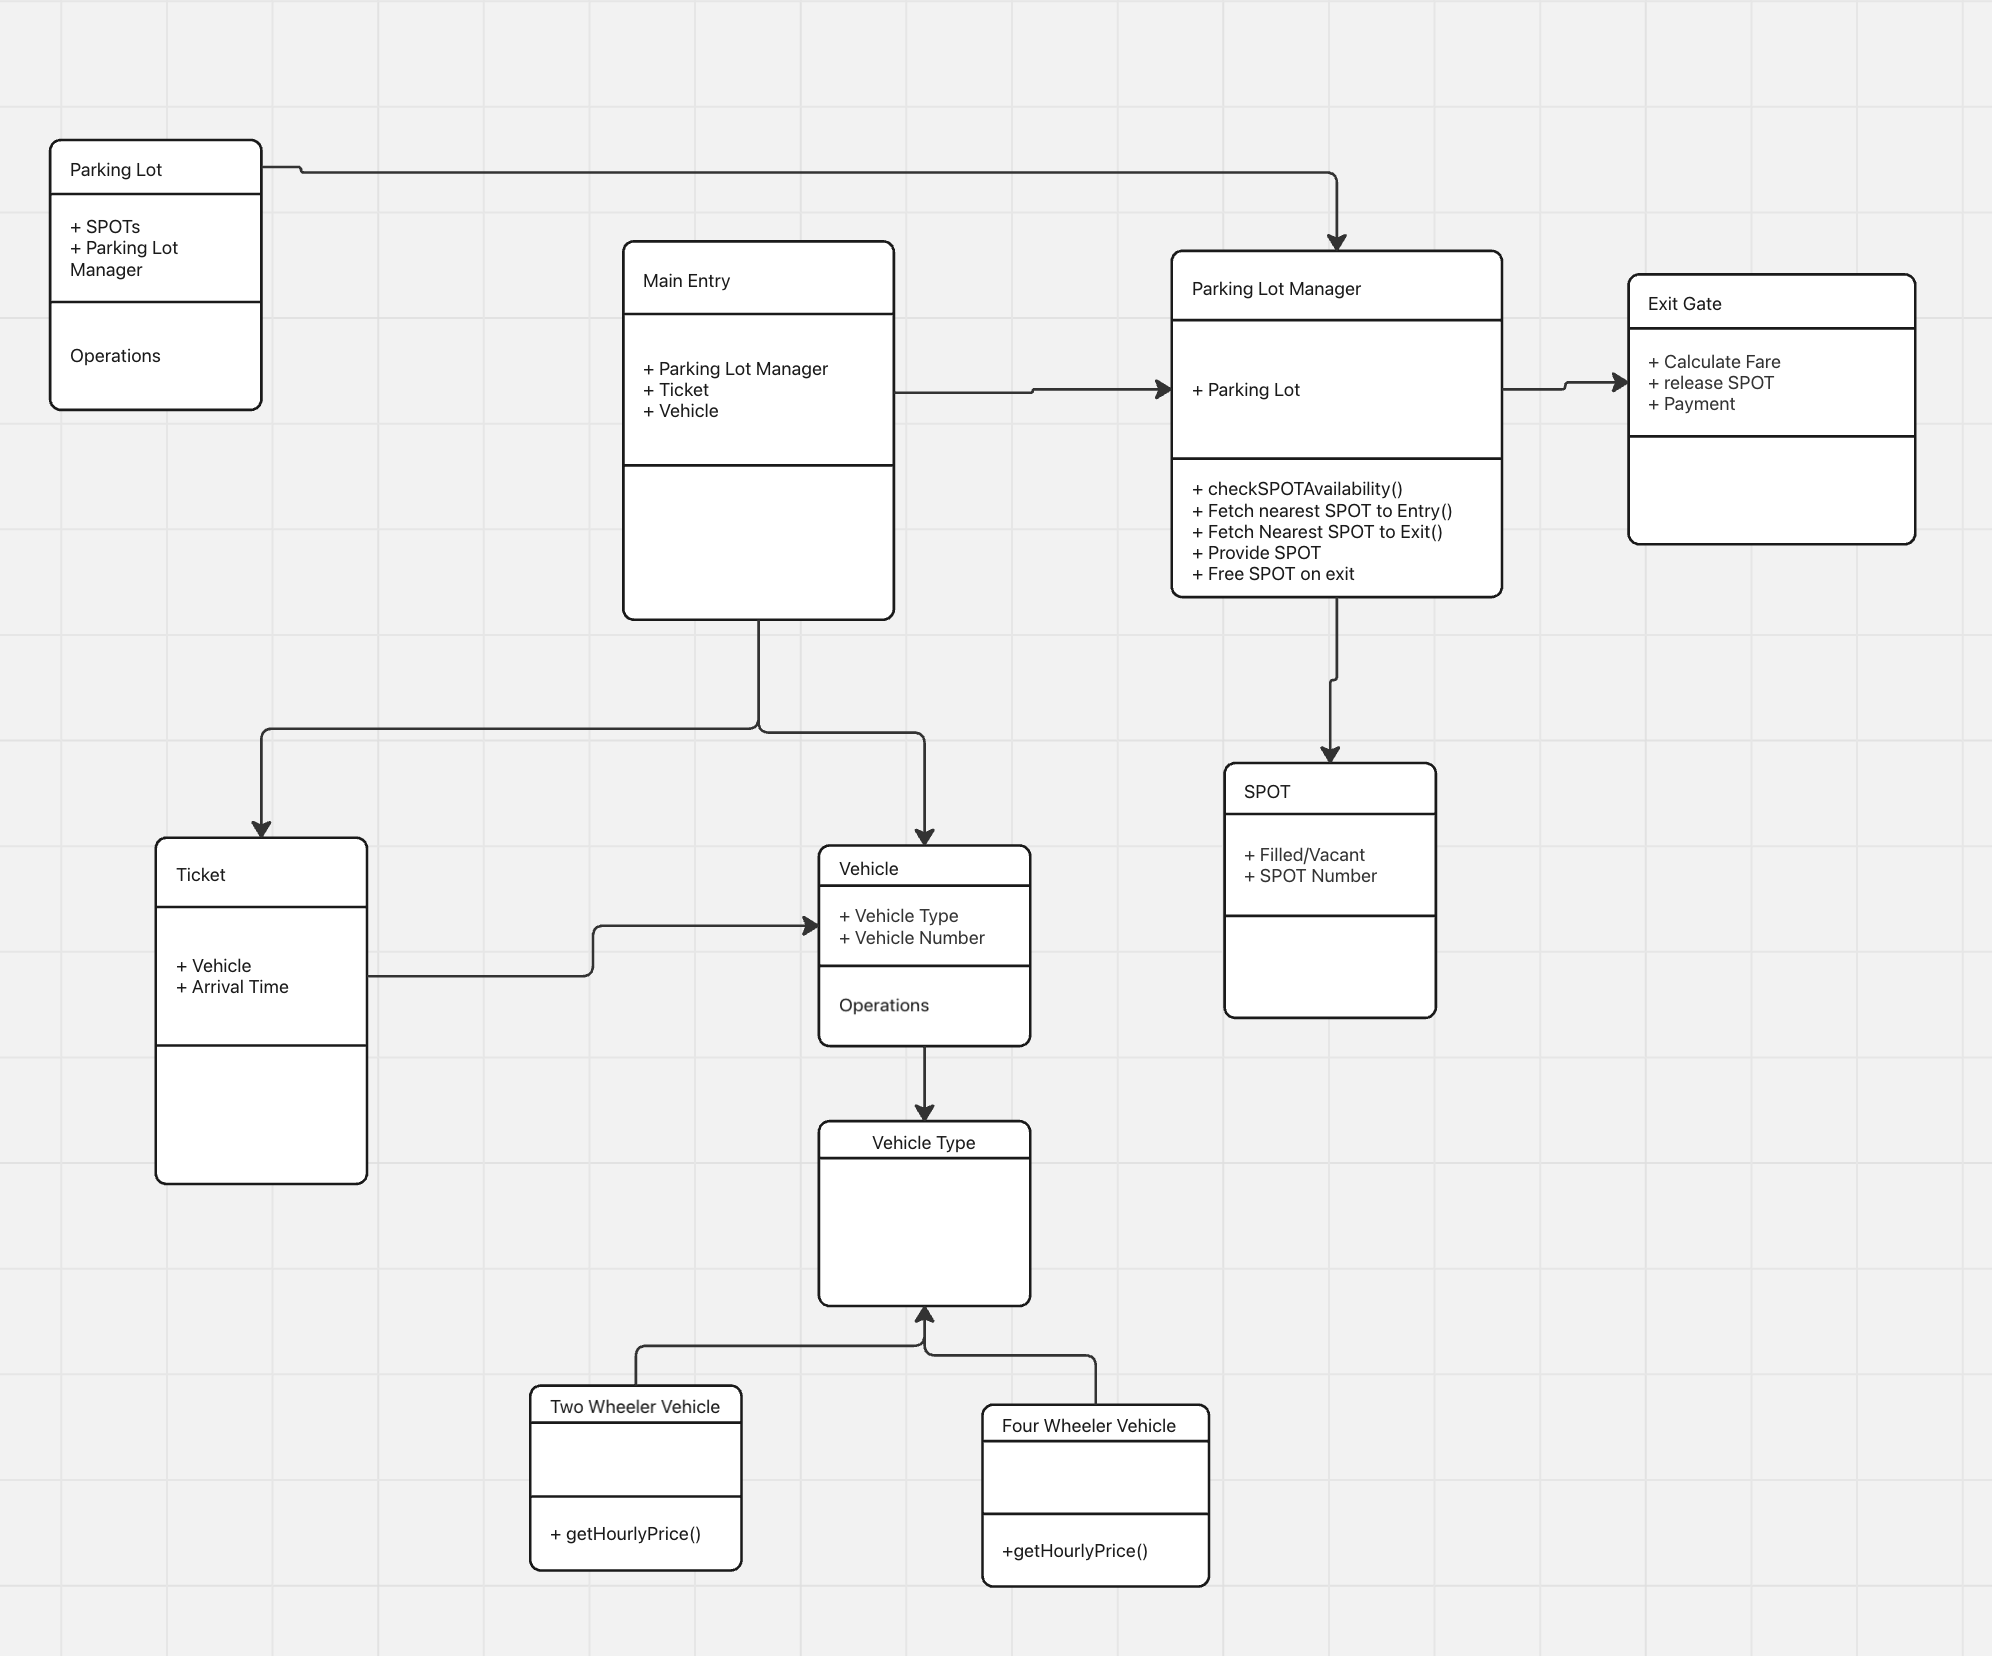 Parking Lot
+ SPOTs
+ Parking Lot
Manager
Operations
Main Entry
+ Parking Lot Manager
+ Ticket
+ Vehicle
Parking Lot Manager
+ Parking Lot
+ checkSPOTAvailability()
+ Fetch nearest SPOT to Entry()
+ Fetch Nearest SPOT to Exit()
+ Provide SPOT
+ Free SPOT on exit
Exit Gate
+ Calculate Fare
+ release SPOT
+ Payment
Ticket
+ Vehicle
+ Arrival Time
Vehicle
+ Vehicle Type
+ Vehicle Number
Operations
SPOT
+ Filled/Vacant
+ SPOT Number
Vehicle Type
Two Wheeler Vehicle
+ getHourlyPrice()
Four Wheeler Vehicle
+getHourlyPrice()